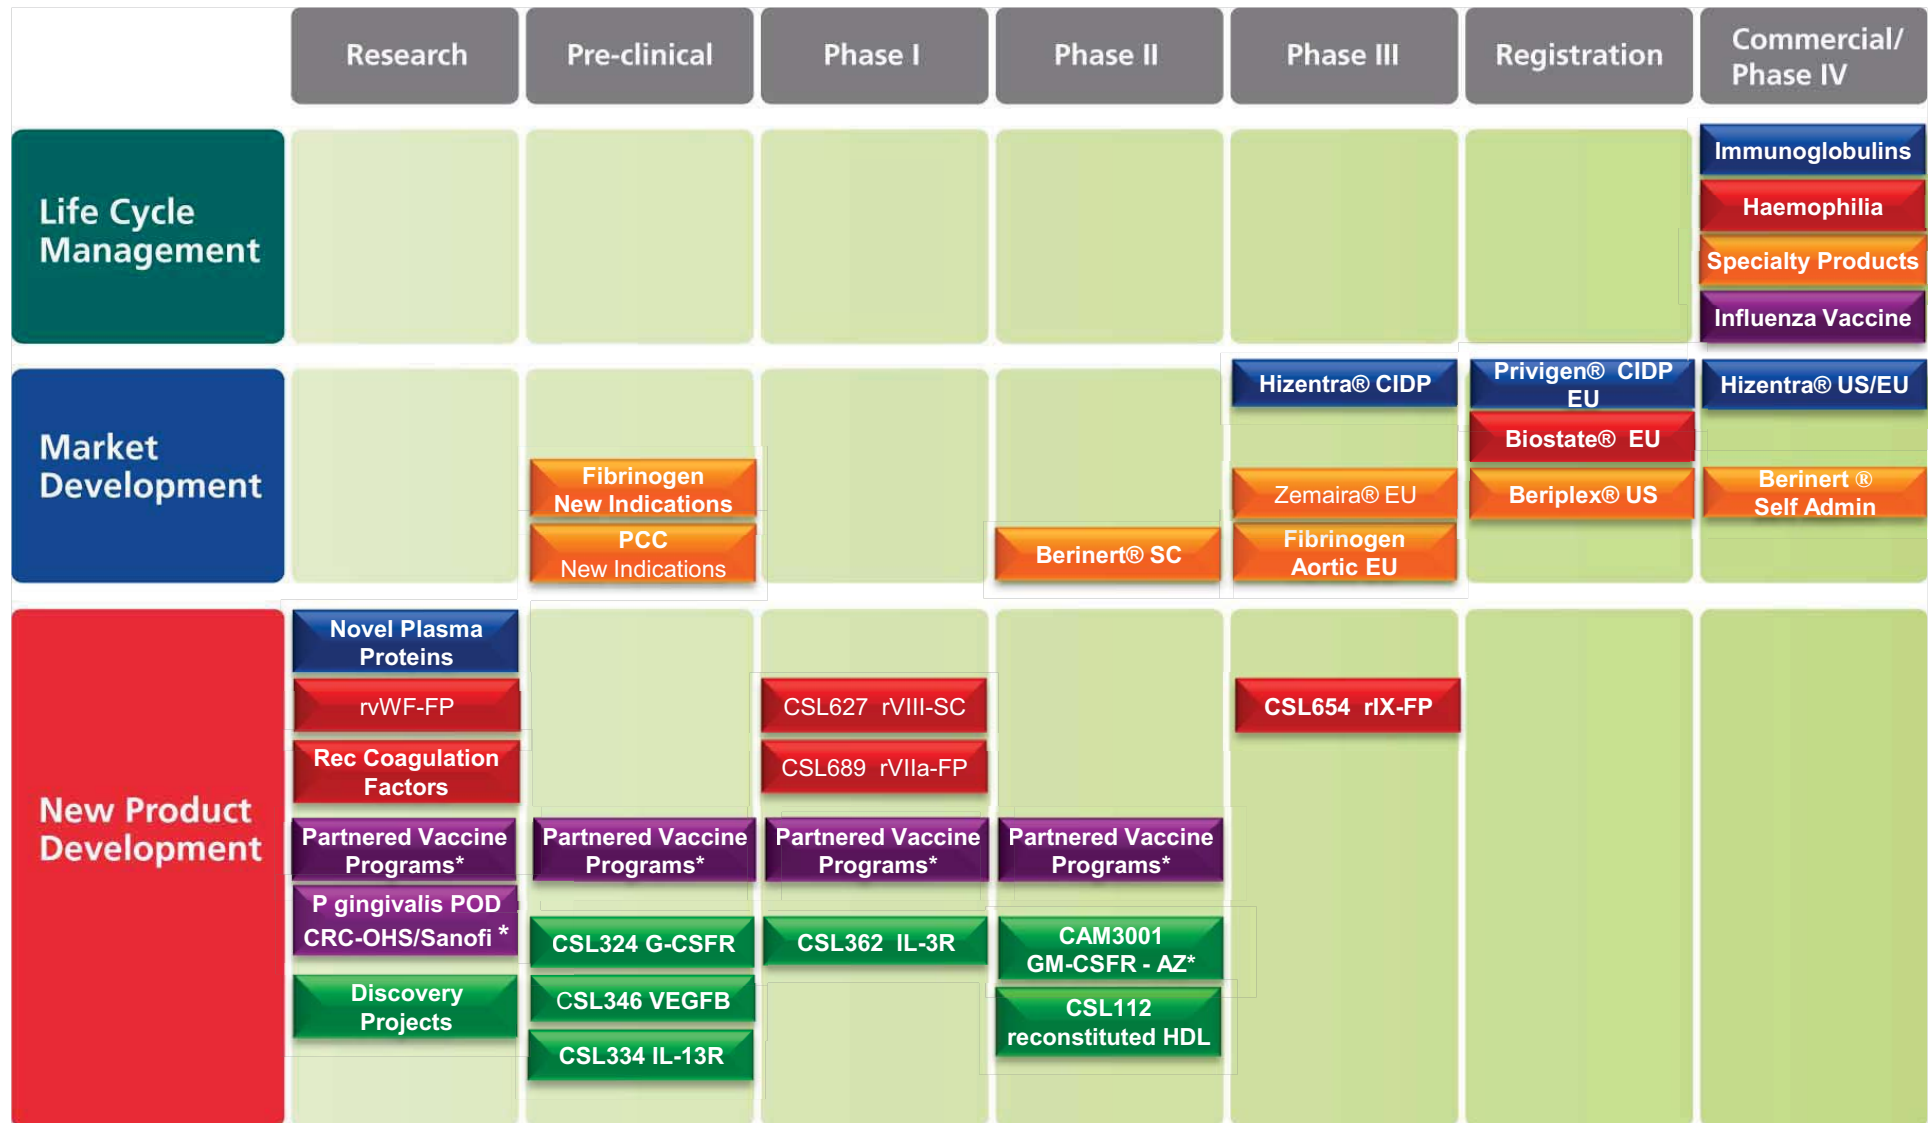 Research
Pre-clinical
Phase I
Phase II
Phase III
Registration
Commercial/
Phase IV
Life Cycle
Management
Immunoglobulins
Haemophilia
Specialty Products
Influenza Vaccine
Market
Development
Fibrinogen
New Indications
PCC
New Indications
Berinert® SC
Hizentra® CIDP
Zemaira® EU
Fibrinogen
Aortic EU
Privigen® CIDP
EU
Biostate® EU
Beriplex® US
Hizentra® US/EU
Berinert ®
Self Admin
New Product
Development
Novel Plasma
Proteins
rvWF-FP
Rec Coagulation
Factors
Partnered Vaccine
Programs*
P gingivalis POD
CRC-OHS/Sanofi *
Discovery
Projects
Partnered Vaccine
Programs*
CSL324 G-CSFR
CSL346 VEGFB
CSL334 IL-13R
CSL627 rVIII-SC
CSL689 rVIIa-FP
Partnered Vaccine
Programs*
CSL362 IL-3R
Partnered Vaccine
Programs*
CAM3001
GM-CSFR - AZ*
CSL112
reconstituted HDL
CSL654 rIX-FP